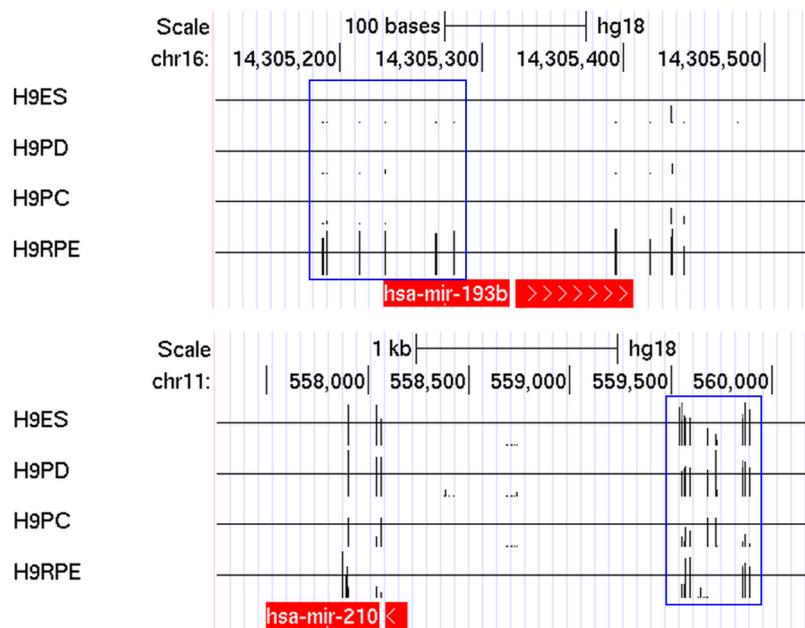 Scale 100 bases hg18
chr16: 14,305,200 14,305,300 14,305,400 14,305,500
H9ES
H9PD
H9PC
H9RPE
hsa-mir-193b
Scale 1 kb hg18
chr11: 558,000 558,500 559,000 559,500 560,000
H9ES
H9PD
H9PC
H9RPE
hsa-mir-210